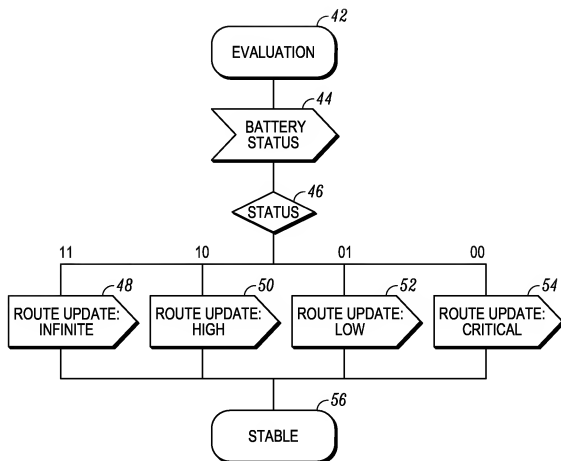 42
EVALUATION
44
BATTERY
STATUS
46
STATUS
11 10 01 00
48 50 52 54
ROUTE UPDATE:
INFINITE
ROUTE UPDATE:
HIGH
ROUTE UPDATE:
LOW
ROUTE UPDATE:
CRITICAL
56
STABLE